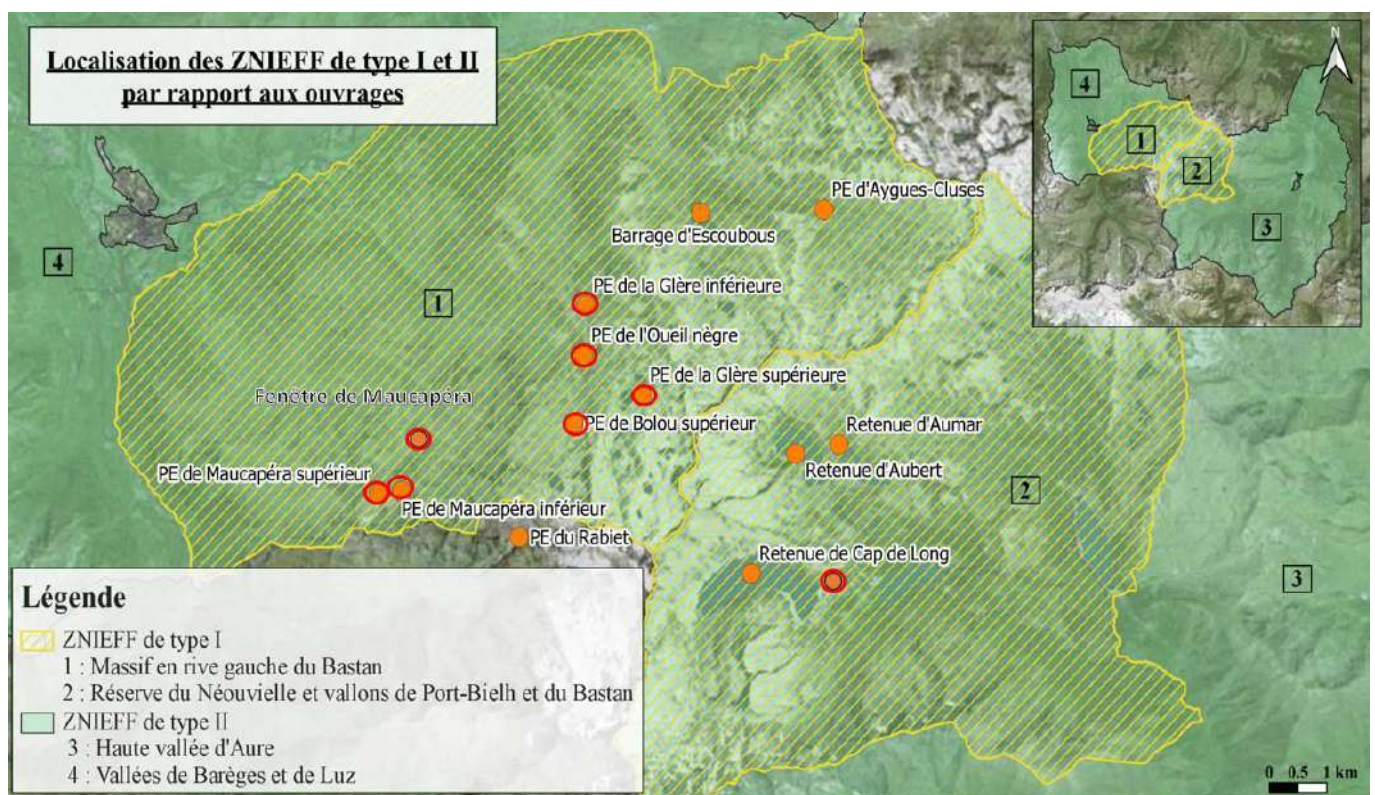 Localisation des ZNIEFF de type I et II
par rapport aux ouvrages
N
4
1
2
3
PE d'Aygues-Cluses
Barrage d'Escoubous
4
PE de la Glère inférieure
1
PE de l'Oueil nègre
PE de la Glère supérieure
Fenêtre de Maucapéra
PE de Bolou supérieur
Retenue d'Aumar
Retenue d'Aubert
PE de Maucapéra supérieur
2
PE de Maucapéra inférieur
PE du Rabiet
Retenue de Cap de Long
3
Légende
ZNIEFF de type I
1 : Massif en rive gauche du Bastan
2 : Réserve du Néouvielle et vallons de Port-Bielh et du Bastan
ZNIEFF de type II
3 : Haute vallée d'Aure
4 : Vallées de Barèges et de Luz
0 0.5 1 km